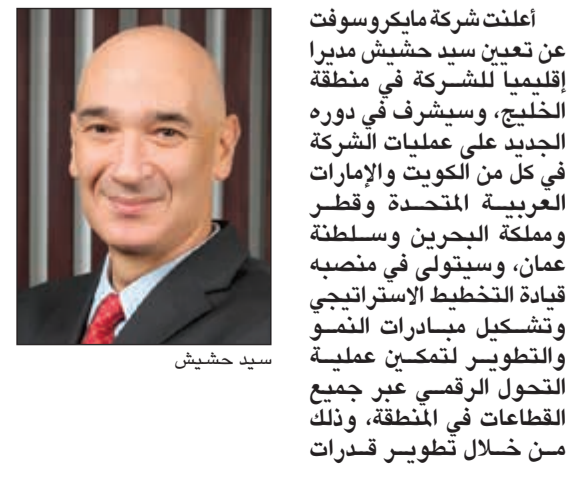 أعلنت شركة مايكروسوفت
عن تعيين سيد حشيش مديرا
إقليميا للشركة في منطقة
الخليج، وسيشرف في دوره
الجديد على عمليات الشركة
في كل من الكويت والإمارات
العربية المتحدة وقطر
ومملكة البحرين وسلطنة
عمان، وسيتولى في منصبه
قيادة التخطيط الاستراتيجي
وتشكيل مبادرات النمو
والتطوير لتمكين عملية
التحول الرقمي عبر جميع
القطاعات في المنطقة، وذلك
من خلال تطوير قدرات
سيد حشيش